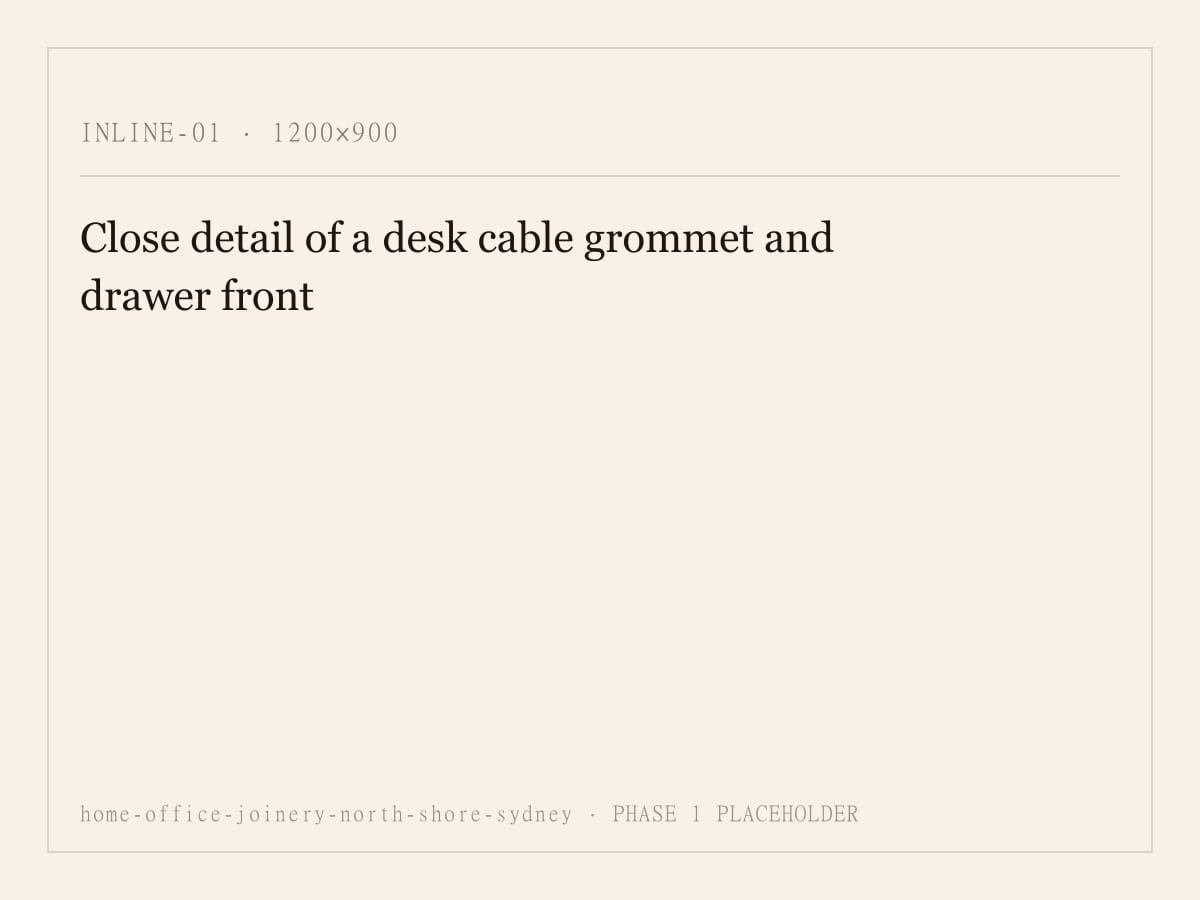 INLINE-01 · 1200×900
Close detail of a desk cable grommet and
drawer front
home-office-joinery-north-shore-sydney · PHASE 1 PLACEHOLDER